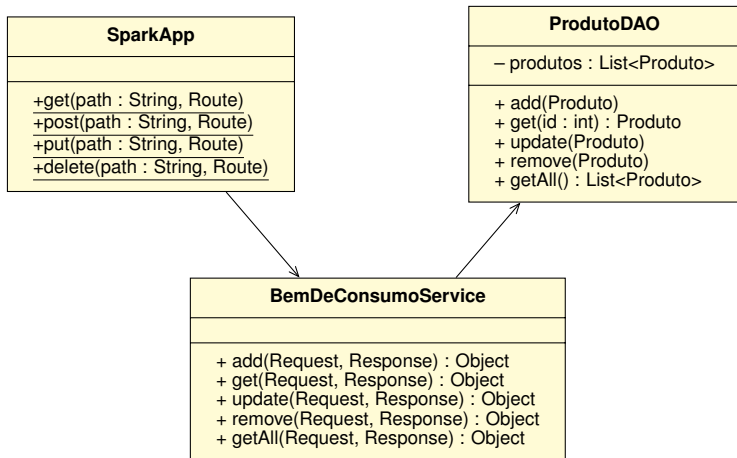 SparkApp
+get(path : String, Route)
+post(path : String, Route)
+put(path : String, Route)
+delete(path : String, Route)
ProdutoDAO
– produtos : List<Produto>
+ add(Produto)
+ get(id : int) : Produto
+ update(Produto)
+ remove(Produto)
+ getAll() : List<Produto>
BemDeConsumoService
+ add(Request, Response) : Object
+ get(Request, Response) : Object
+ update(Request, Response) : Object
+ remove(Request, Response) : Object
+ getAll(Request, Response) : Object